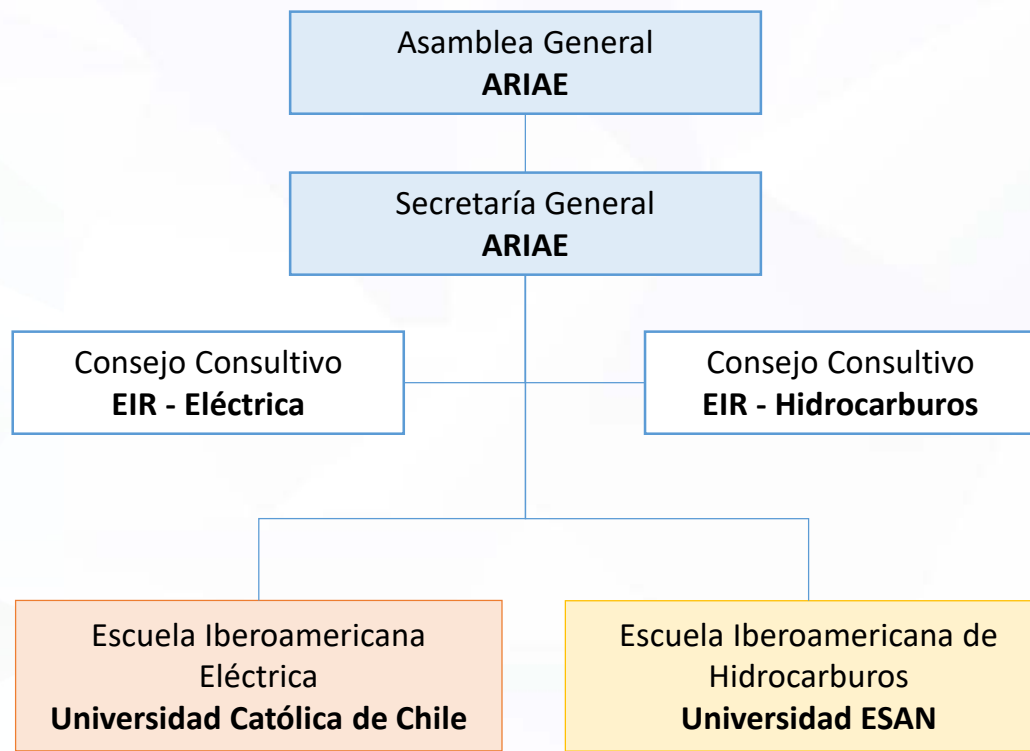 Asamblea General
ARIAE
Secretaría General
ARIAE
Consejo Consultivo
EIR - Eléctrica
Consejo Consultivo
EIR - Hidrocarburos
Escuela Iberoamericana
Eléctrica
Universidad Católica de Chile
Escuela Iberoamericana de
Hidrocarburos
Universidad ESAN